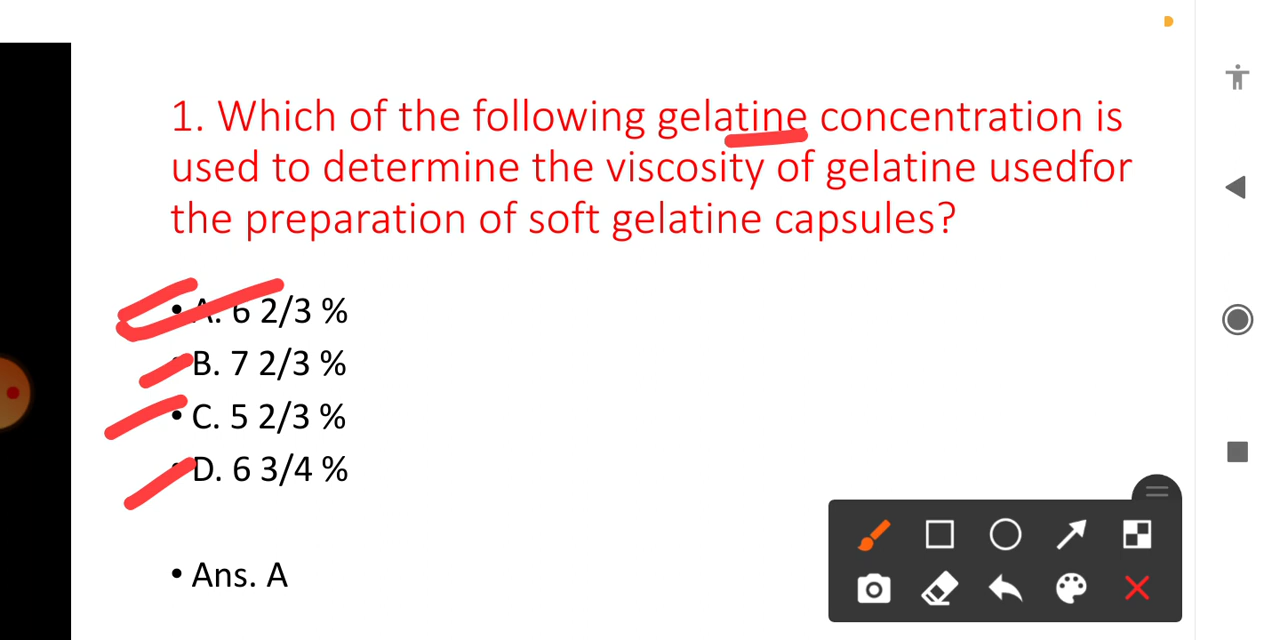 1. Which of the following gelatine concentration is
used to determine the viscosity of gelatine usedfor
the preparation of soft gelatine capsules?
• A. 6 2/3 %
• B. 7 2/3 %
• C. 5 2/3 %
• D. 6 3/4 %
• Ans. A